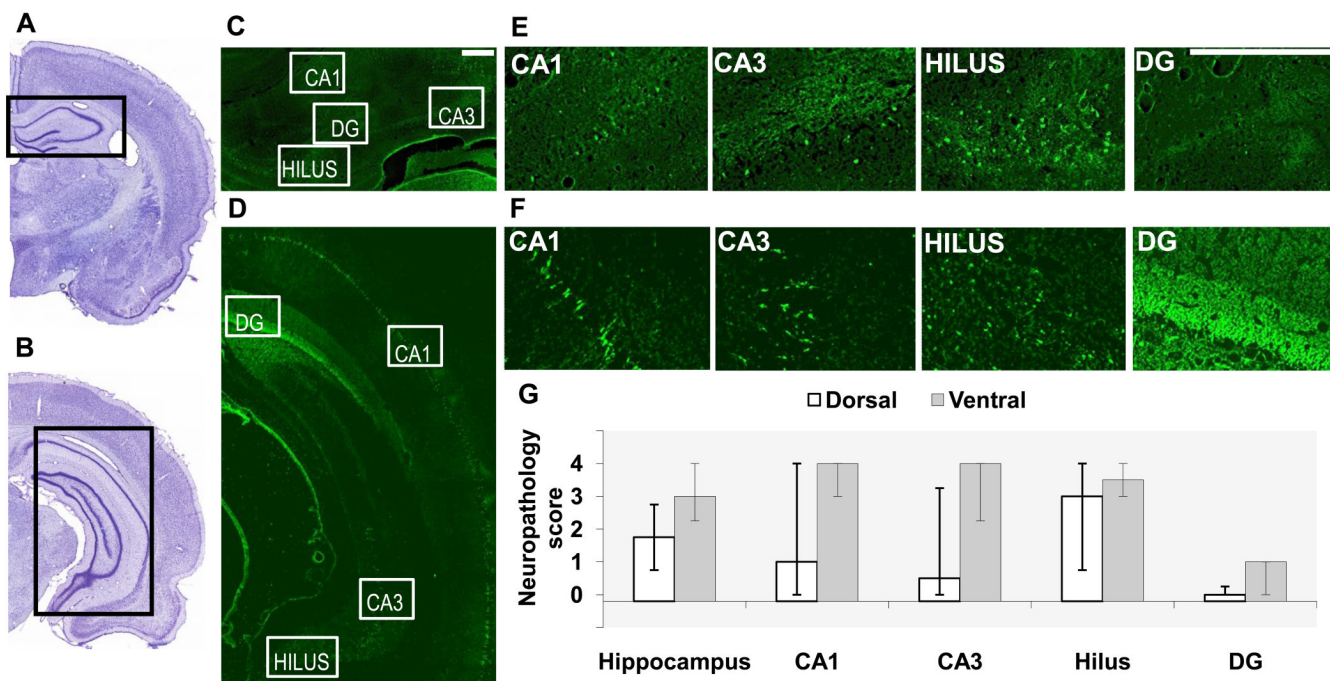 A
B
C
CA1
DG
CA3
HILUS
D
DG
CA1
CA3
HILUS
E
CA1
CA3
HILUS
DG
F
CA1
CA3
HILUS
DG
G
Dorsal
Ventral
Neuropathology
score
4
3
2
1
0
Hippocampus
CA1
CA3
Hilus
DG